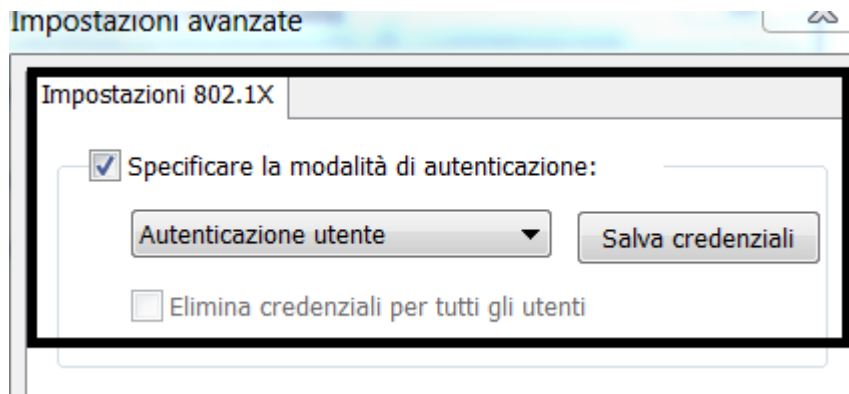 Impostazioni avanzate
Impostazioni 802.1X
Specificare la modalità di autenticazione:
Autenticazione utente
Salva credenziali
Elimina credenziali per tutti gli utenti